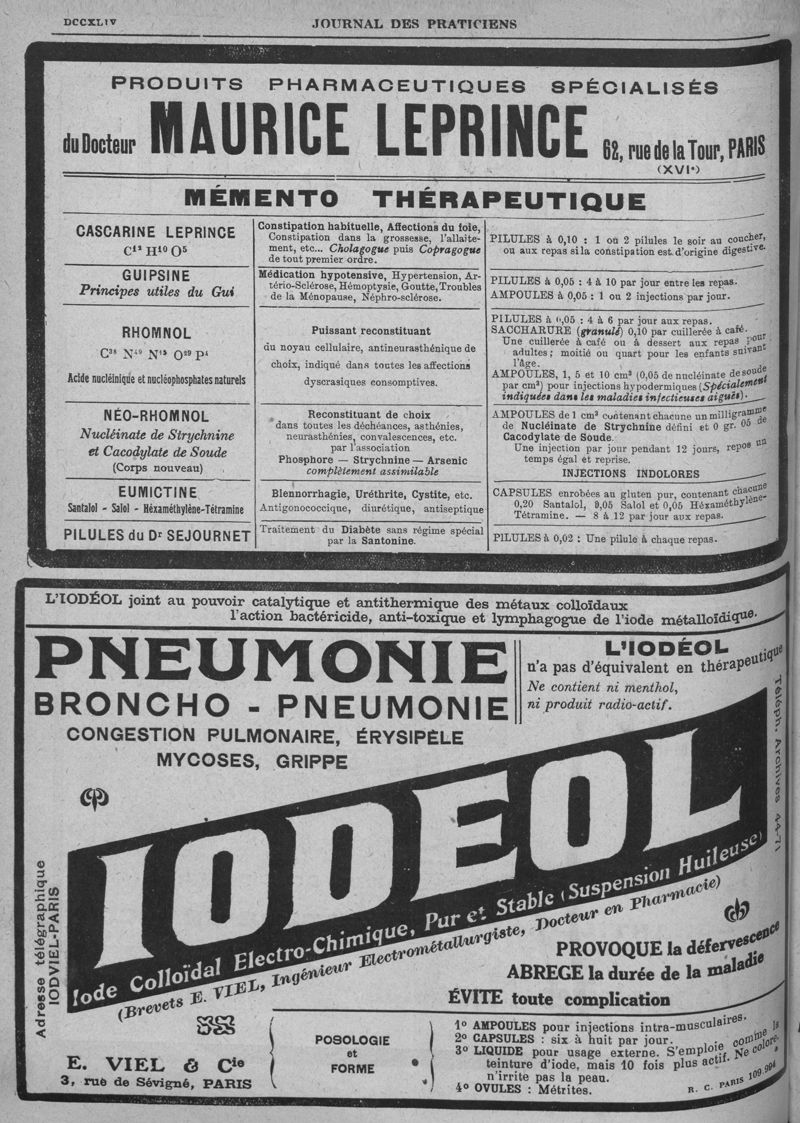 DCCXLIV
JOURNAL DES PRATICIENS
PRODUITS PHARMACEUTIQUES SPÉCIALISÉS
du Docteur MAURICE LEPRINCE 62, rue de la Tour, PARIS
(XVIe)
MÉMENTO THÉRAPEUTIQUE
CASCARINE LEPRINCE
C¹² H¹⁰ O⁵
Constipation habituelle, Affections du foie,
Constipation dans la grossesse, l'allaite-
ment, etc... Cholagogue puis Copragogue
de tout premier ordre.
PILULES à 0,10 : 1 ou 2 pilules le soir au coucher,
ou aux repas si la constipation est d'origine digestive.
GUIPSINE
Principes utiles du Gui
Médication hypotensive, Hypertension, Ar-
tério-Sclérose, Hémoptysie, Goutte, Troubles
de la Ménopause, Néphro-sclérose.
PILULES à 0,05 : 4 à 10 par jour entre les repas.
AMPOULES à 0,05 : 1 ou 2 injections par jour.
RHOMNOL
Acide nucléinique et nucléophosphates naturels
Puissant reconstituant
du noyau cellulaire, antineurasthénique de
choix, indiqué dans toutes les affections
dyscrasiques consomptives.
PILULES à 0,05 : 4 à 6 par jour aux repas.
SACCHARURE (granulé) 0,10 par cuillerée à café.
Une cuillerée à café ou à dessert aux repas pour
adultes ; moitié ou quart pour les enfants suivant
l'âge.
AMPOULES, 1, 5 et 10 cm³ (0,05 de nucléinate de soude
par cm³) pour injections hypodermiques (Spécialement
indiquées dans les maladies infectieuses aiguës).
NÉO-RHOMNOL
Nucléinate de Strychnine
et Cacodylate de Soude
(Corps nouveau)
Reconstituant de choix
dans toutes les déchéances, asthénies,
neurasthénies, convalescences, etc.
par l'association
Phosphore — Strychnine — Arsenic
complètement assimilable
AMPOULES de 1 cm³ contenant chacune un milligramme
de Nucléinate de Strychnine défini et 0 gr. 05 de
Cacodylate de Soude.
Une injection par jour pendant 12 jours, repos un
temps égal et reprise.
INJECTIONS INDOLORES
EUMICTINE
Santalol - Salol - Héxaméthylène-Tétramine
Blennorrhagie, Uréthrite, Cystite, etc.
Antigonococcique, diurétique, antiseptique
CAPSULES enrobées au gluten pur, contenant chacune
0,20 Santalol, 0,05 Salol et 0,05 Héxaméthylène-
Tétramine. — 8 à 12 par jour aux repas.
PILULES du Dr SEJOURNET
Traitement du Diabète sans régime spécial
par la Santonine.
PILULES à 0,02 : Une pilule à chaque repas.
L'IODÉOL joint au pouvoir catalytique et antithermique des métaux colloïdaux
l'action bactéricide, anti-toxique et lymphagogue de l'iode métalloïdique.
PNEUMONIE
BRONCHO - PNEUMONIE
CONGESTION PULMONAIRE, ÉRYSIPÈLE
MYCOSES, GRIPPE
L'IODÉOL
n'a pas d'équivalent en thérapeutique
Ne contient ni menthol,
ni produit radio-actif.
Téléph. Archives 44-71
IODEOL
Iode Colloïdal Electro-Chimique, Pur et Stable (Suspension Huileuse)
(Brevets E. VIEL, Ingénieur Electrométallurgiste, Docteur en Pharmacie)
Adresse télégraphique
IODVIEL-PARIS
PROVOQUE la défervescence
ABREGE la durée de la maladie
ÉVITE toute complication
E. VIEL & Cie
3, rue de Sévigné, PARIS
POSOLOGIE
et
FORME
1º AMPOULES pour injections intra-musculaires.
2º CAPSULES : six à huit par jour.
3º LIQUIDE pour usage externe. S'emploie comme la
teinture d'iode, mais 10 fois plus actif. Ne colore,
n'irrite pas la peau.
4º OVULES : Métrites.
R. C. PARIS 109.994